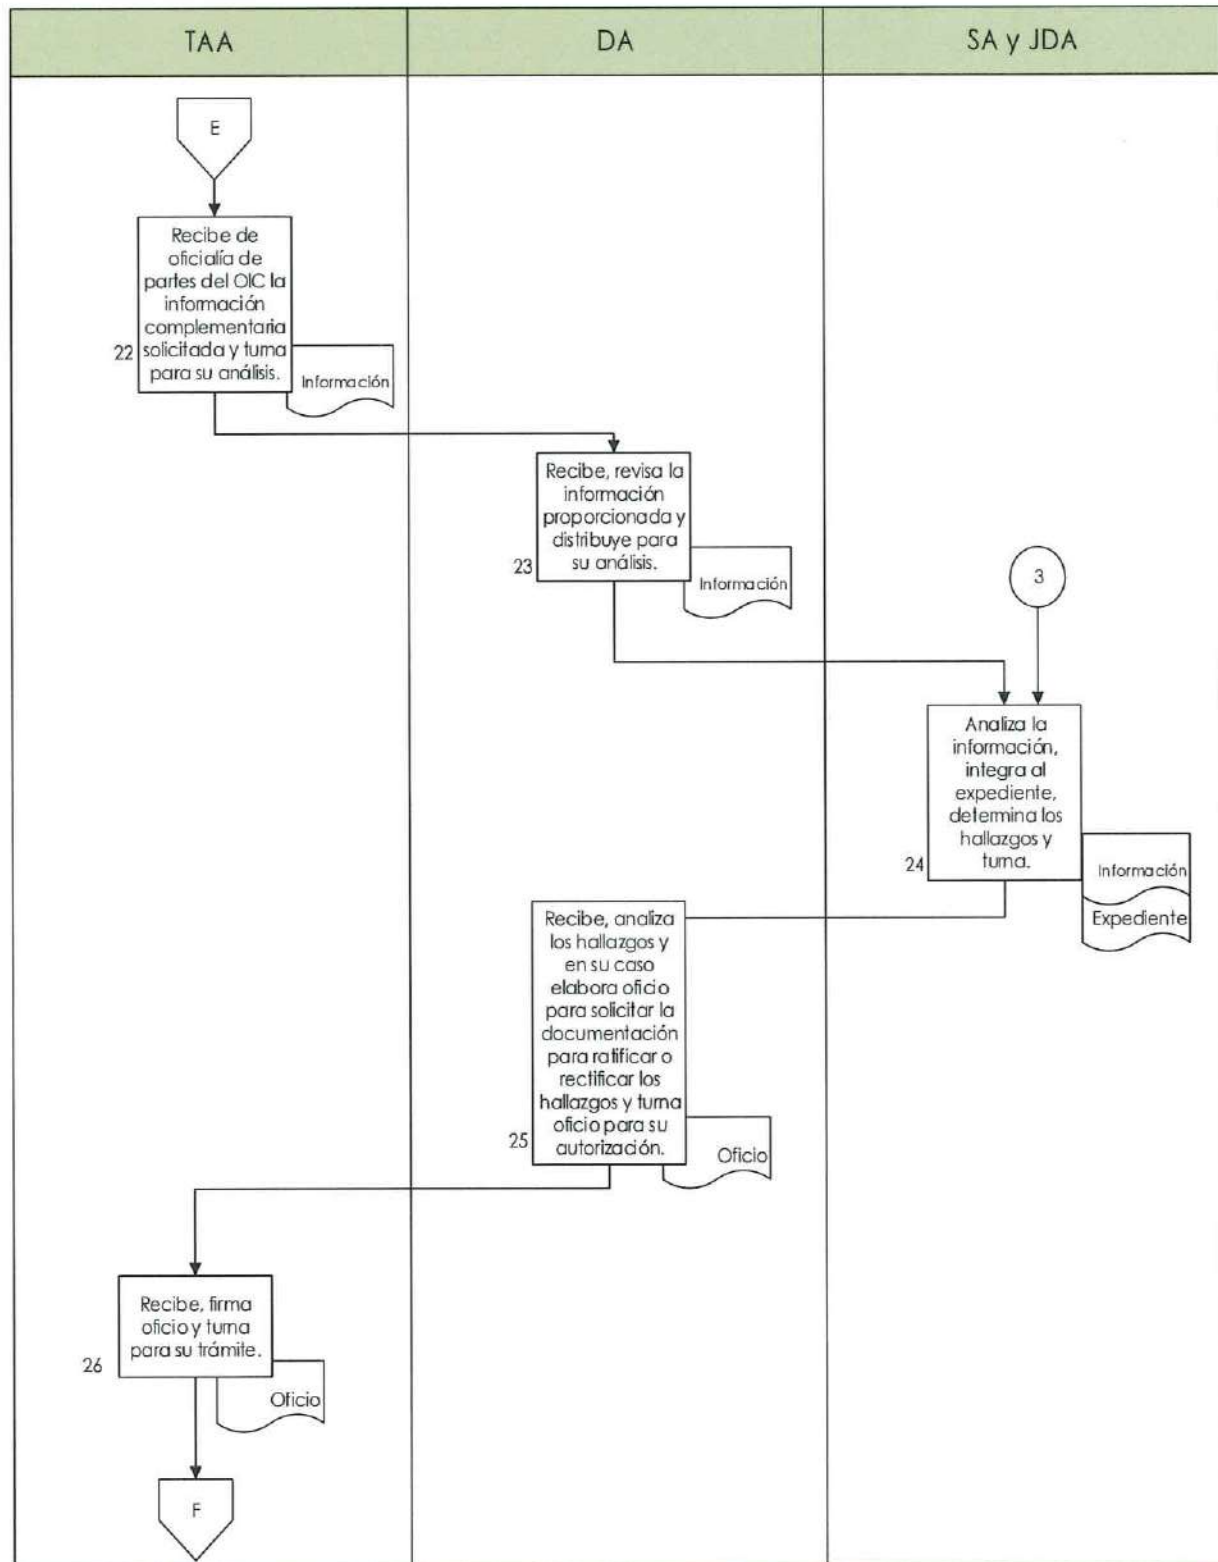 TAA
DA
SA y JDA
E
Recibe de
oficialía de
partes del OIC la
información
complementaria
solicitada y turna
para su análisis.
22
Información
Recibe, revisa la
información
proporcionada y
distribuye para
su análisis.
23
Información
3
Analiza la
información,
integra al
expediente,
determina los
hallazgos y
turna.
24
Información
Expediente
Recibe, analiza
los hallazgos y
en su caso
elabora oficio
para solicitar la
documentación
para ratificar o
rectificar los
hallazgos y turna
oficio para su
autorización.
25
Oficio
Recibe, firma
oficio y turna
para su trámite.
26
Oficio
F